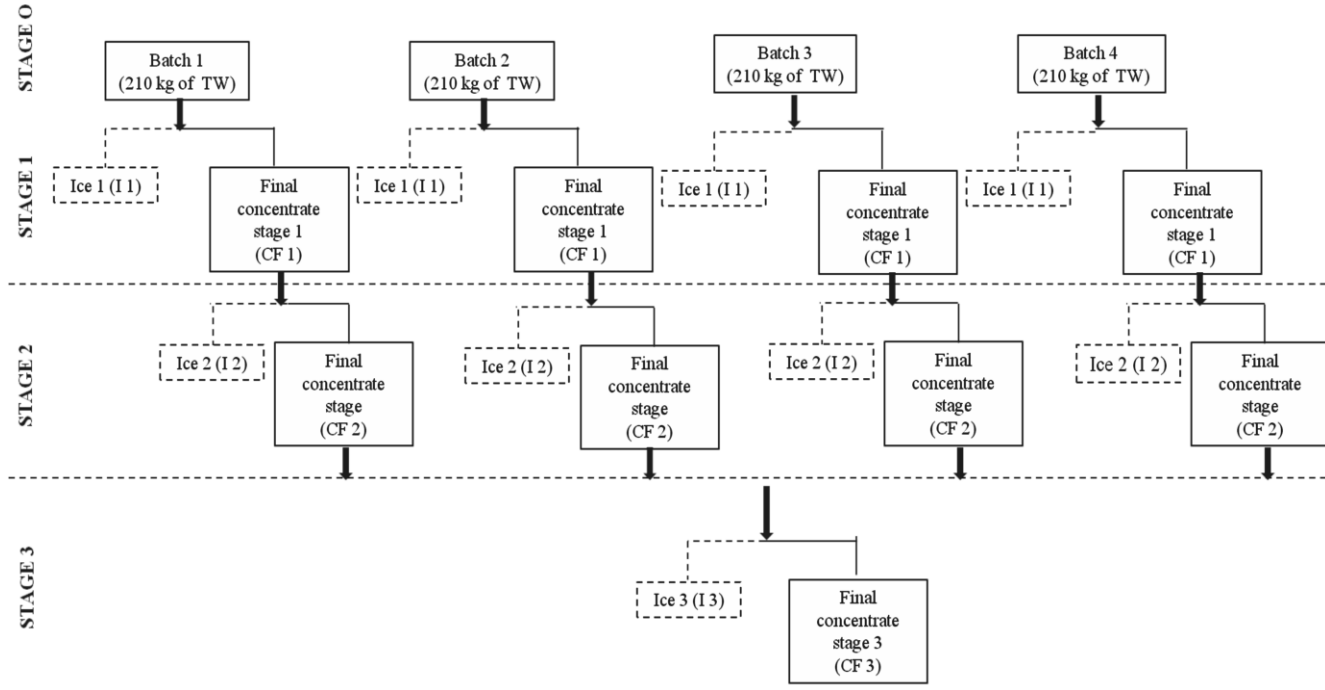 STAGE O
Batch 1
(210 kg of TW)
Batch 2
(210 kg of TW)
Batch 3
(210 kg of TW)
Batch 4
(210 kg of TW)
STAGE 1
Ice 1 (I 1)
Final
concentrate
stage 1
(CF 1)
Ice 1 (I 1)
Final
concentrate
stage 1
(CF 1)
Ice 1 (I 1)
Final
concentrate
stage 1
(CF 1)
Ice 1 (I 1)
Final
concentrate
stage 1
(CF 1)
STAGE 2
Ice 2 (I 2)
Final
concentrate
stage
(CF 2)
Ice 2 (I 2)
Final
concentrate
stage
(CF 2)
Ice 2 (I 2)
Final
concentrate
stage
(CF 2)
Ice 2 (I 2)
Final
concentrate
stage
(CF 2)
STAGE 3
Ice 3 (I 3)
Final
concentrate
stage 3
(CF 3)